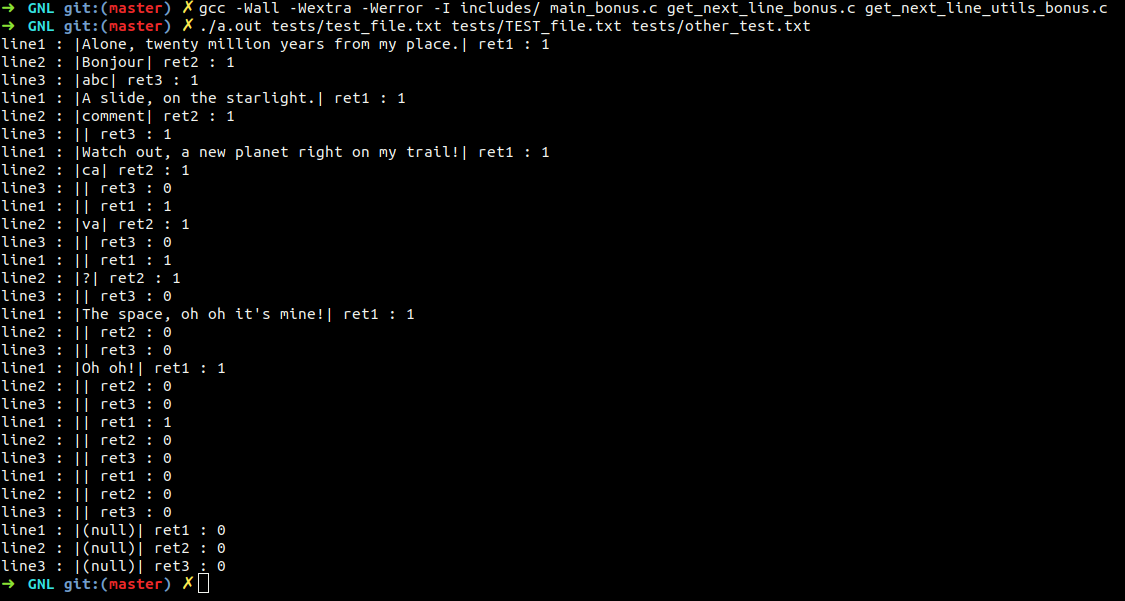 ➜ GNL git:(master) ✗ gcc -Wall -Wextra -Werror -I includes/ main_bonus.c get_next_line_bonus.c get_next_line_utils_bonus.c
➜ GNL git:(master) ✗ ./a.out tests/test_file.txt tests/TEST_file.txt tests/other_test.txt
line1 : |Alone, twenty million years from my place.| ret1 : 1
line2 : |Bonjour| ret2 : 1
line3 : |abc| ret3 : 1
line1 : |A slide, on the starlight.| ret1 : 1
line2 : |comment| ret2 : 1
line3 : || ret3 : 1
line1 : |Watch out, a new planet right on my trail!| ret1 : 1
line2 : |ca| ret2 : 1
line3 : || ret3 : 0
line1 : || ret1 : 1
line2 : |va| ret2 : 1
line3 : || ret3 : 0
line1 : || ret1 : 1
line2 : |?| ret2 : 1
line3 : || ret3 : 0
line1 : |The space, oh oh it's mine!| ret1 : 1
line2 : || ret2 : 0
line3 : || ret3 : 0
line1 : |Oh oh!| ret1 : 1
line2 : || ret2 : 0
line3 : || ret3 : 0
line1 : || ret1 : 1
line2 : || ret2 : 0
line3 : || ret3 : 0
line1 : || ret1 : 0
line2 : || ret2 : 0
line3 : || ret3 : 0
line1 : |(null)| ret1 : 0
line2 : |(null)| ret2 : 0
line3 : |(null)| ret3 : 0
➜ GNL git:(master) ✗